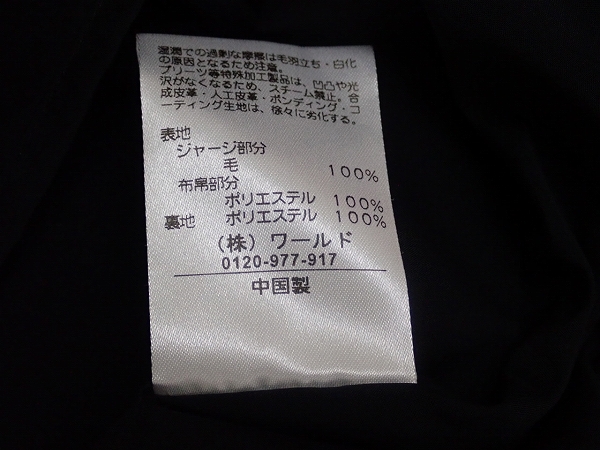 湿潤での過剰な摩擦は毛羽立ち・白化
の原因となるため注意。
プリーツ等特殊加工製品は、凹凸や光
沢がなくなるため、スチーム禁止。合
成皮革・人工皮革・ボンディング・コ
ーティング生地は、徐々に劣化する。
表地
ジャージ部分
毛 100%
布帛部分
ポリエステル 100%
裏地 ポリエステル 100%
(株) ワールド
0120-977-917
中国製